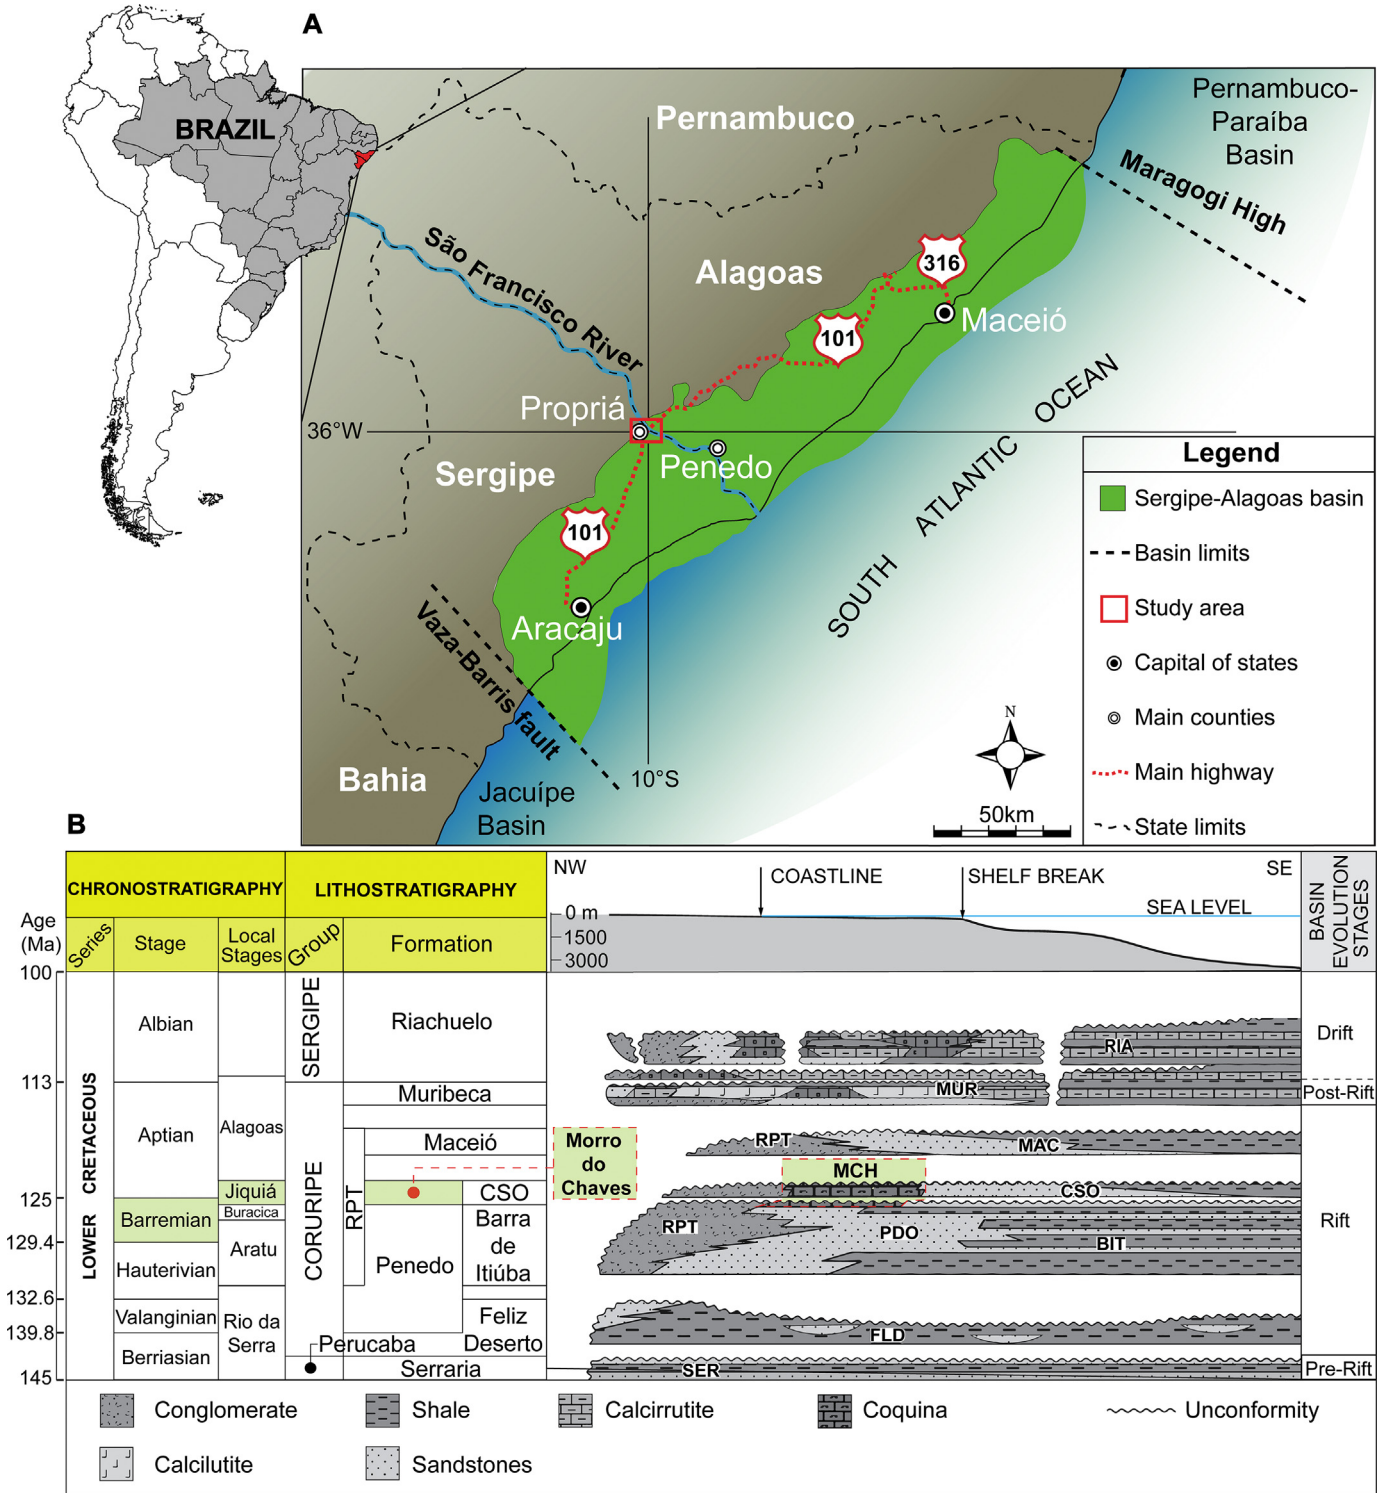 A
BRAZIL
Pernambuco
Pernambuco-
Paraíba
Basin
Maragogi High
São Francisco River
Alagoas
316
101
Maceió
Propriá
36°W
Penedo
Sergipe
101
Aracaju
Vaza-Barris fault
SOUTH ATLANTIC OCEAN
Bahia
Jacuípe
Basin
10°S
N
50km
Legend
Sergipe-Alagoas basin
Basin limits
Study area
Capital of states
Main counties
Main highway
State limits
B
CHRONOSTRATIGRAPHY
LITHOSTRATIGRAPHY
NW
COASTLINE
SHELF BREAK
SE
SEA LEVEL
0 m
1500
3000
BASIN
EVOLUTION
STAGES
Age
(Ma)
Series
Stage
Local
Stages
Group
Formation
100
113
125
129.4
132.6
139.8
145
LOWER CRETACEOUS
Albian
Aptian
Barremian
Hauterivian
Valanginian
Berriasian
Alagoas
Jiquiá
Buracica
Aratu
Rio da
Serra
SERGIPE
CORURIPE
Perucaba
RPT
Riachuelo
Muribeca
Maceió
CSO
Penedo
Barra
de
Itiúba
Feliz
Deserto
Serraria
Morro
do
Chaves
RIA
MUR
RPT
MAC
MCH
CSO
RPT
PDO
BIT
FLD
SER
Drift
Post-Rift
Rift
Pre-Rift
Conglomerate
Shale
Calcirrutite
Coquina
Unconformity
Calcilutite
Sandstones